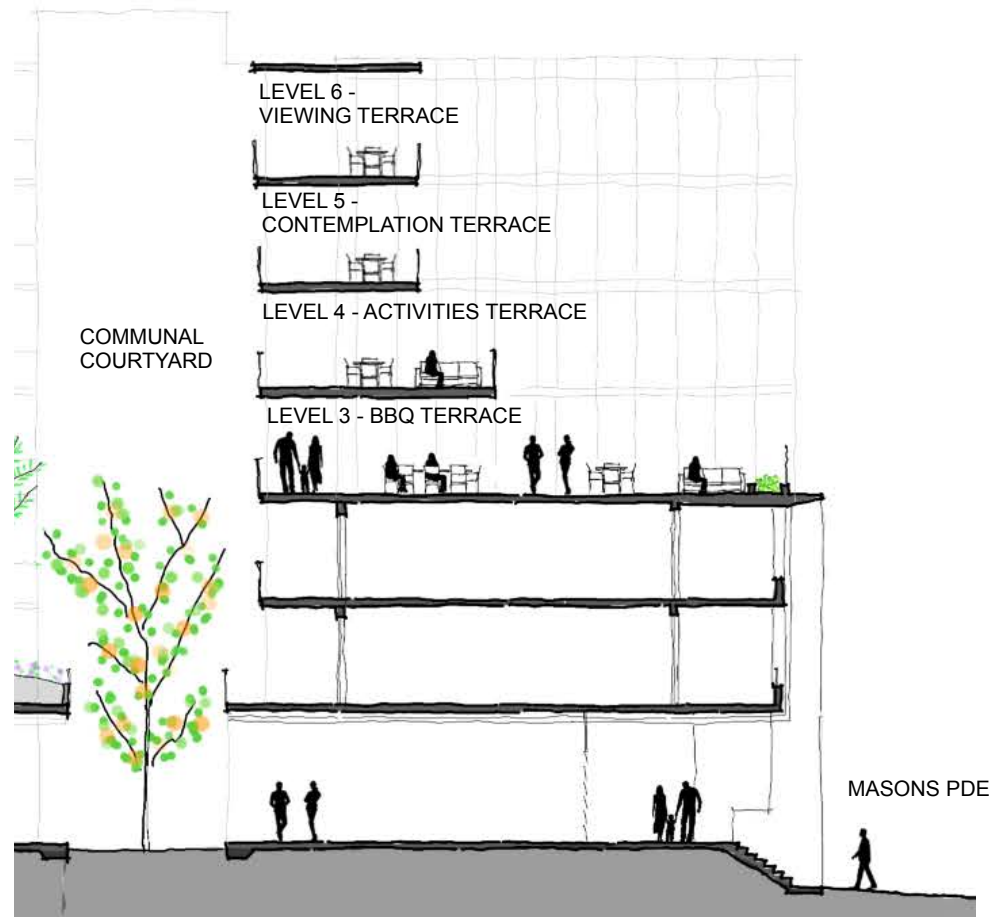 LEVEL 6 -
VIEWING TERRACE
LEVEL 5 -
CONTEMPLATION TERRACE
LEVEL 4 - ACTIVITIES TERRACE
COMMUNAL
COURTYARD
LEVEL 3 - BBQ TERRACE
MASONS PDE